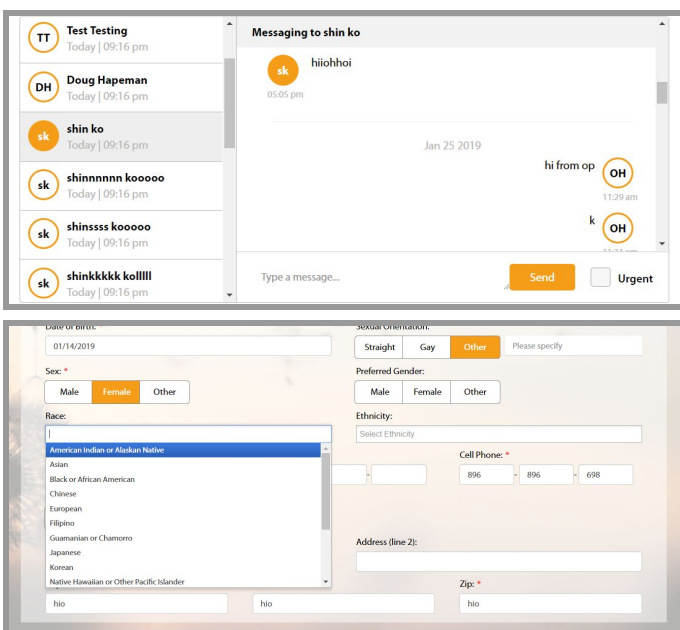 TT Test Testing
Today | 09:16 pm
DH Doug Hapeman
Today | 09:16 pm
sk shin ko
Today | 09:16 pm
sk shinnnnnn kooooo
Today | 09:16 pm
sk shinssss kooooo
Today | 09:16 pm
sk shinkkkkk kolllll
Today | 09:16 pm
Messaging to shin ko
sk hiiohhoi
05:05 pm
Jan 25 2019
hi from op OH
11:29 am
k OH
Type a message... Send Urgent
Date of Birth: * Sexual Orientation:
01/14/2019 Straight Gay Other Please specify
Sex: * Preferred Gender:
Male Female Other Male Female Other
Race: Ethnicity:
Select Ethnicity
American Indian or Alaskan Native
Cell Phone: *
Asian
Black or African American
- 896 - 896 - 698
Chinese
European
Filipino
Guamanian or Chamorro
Address (line 2):
Japanese
Korean
Native Hawaiian or Other Pacific Islander
Zip: *
hio hio hio